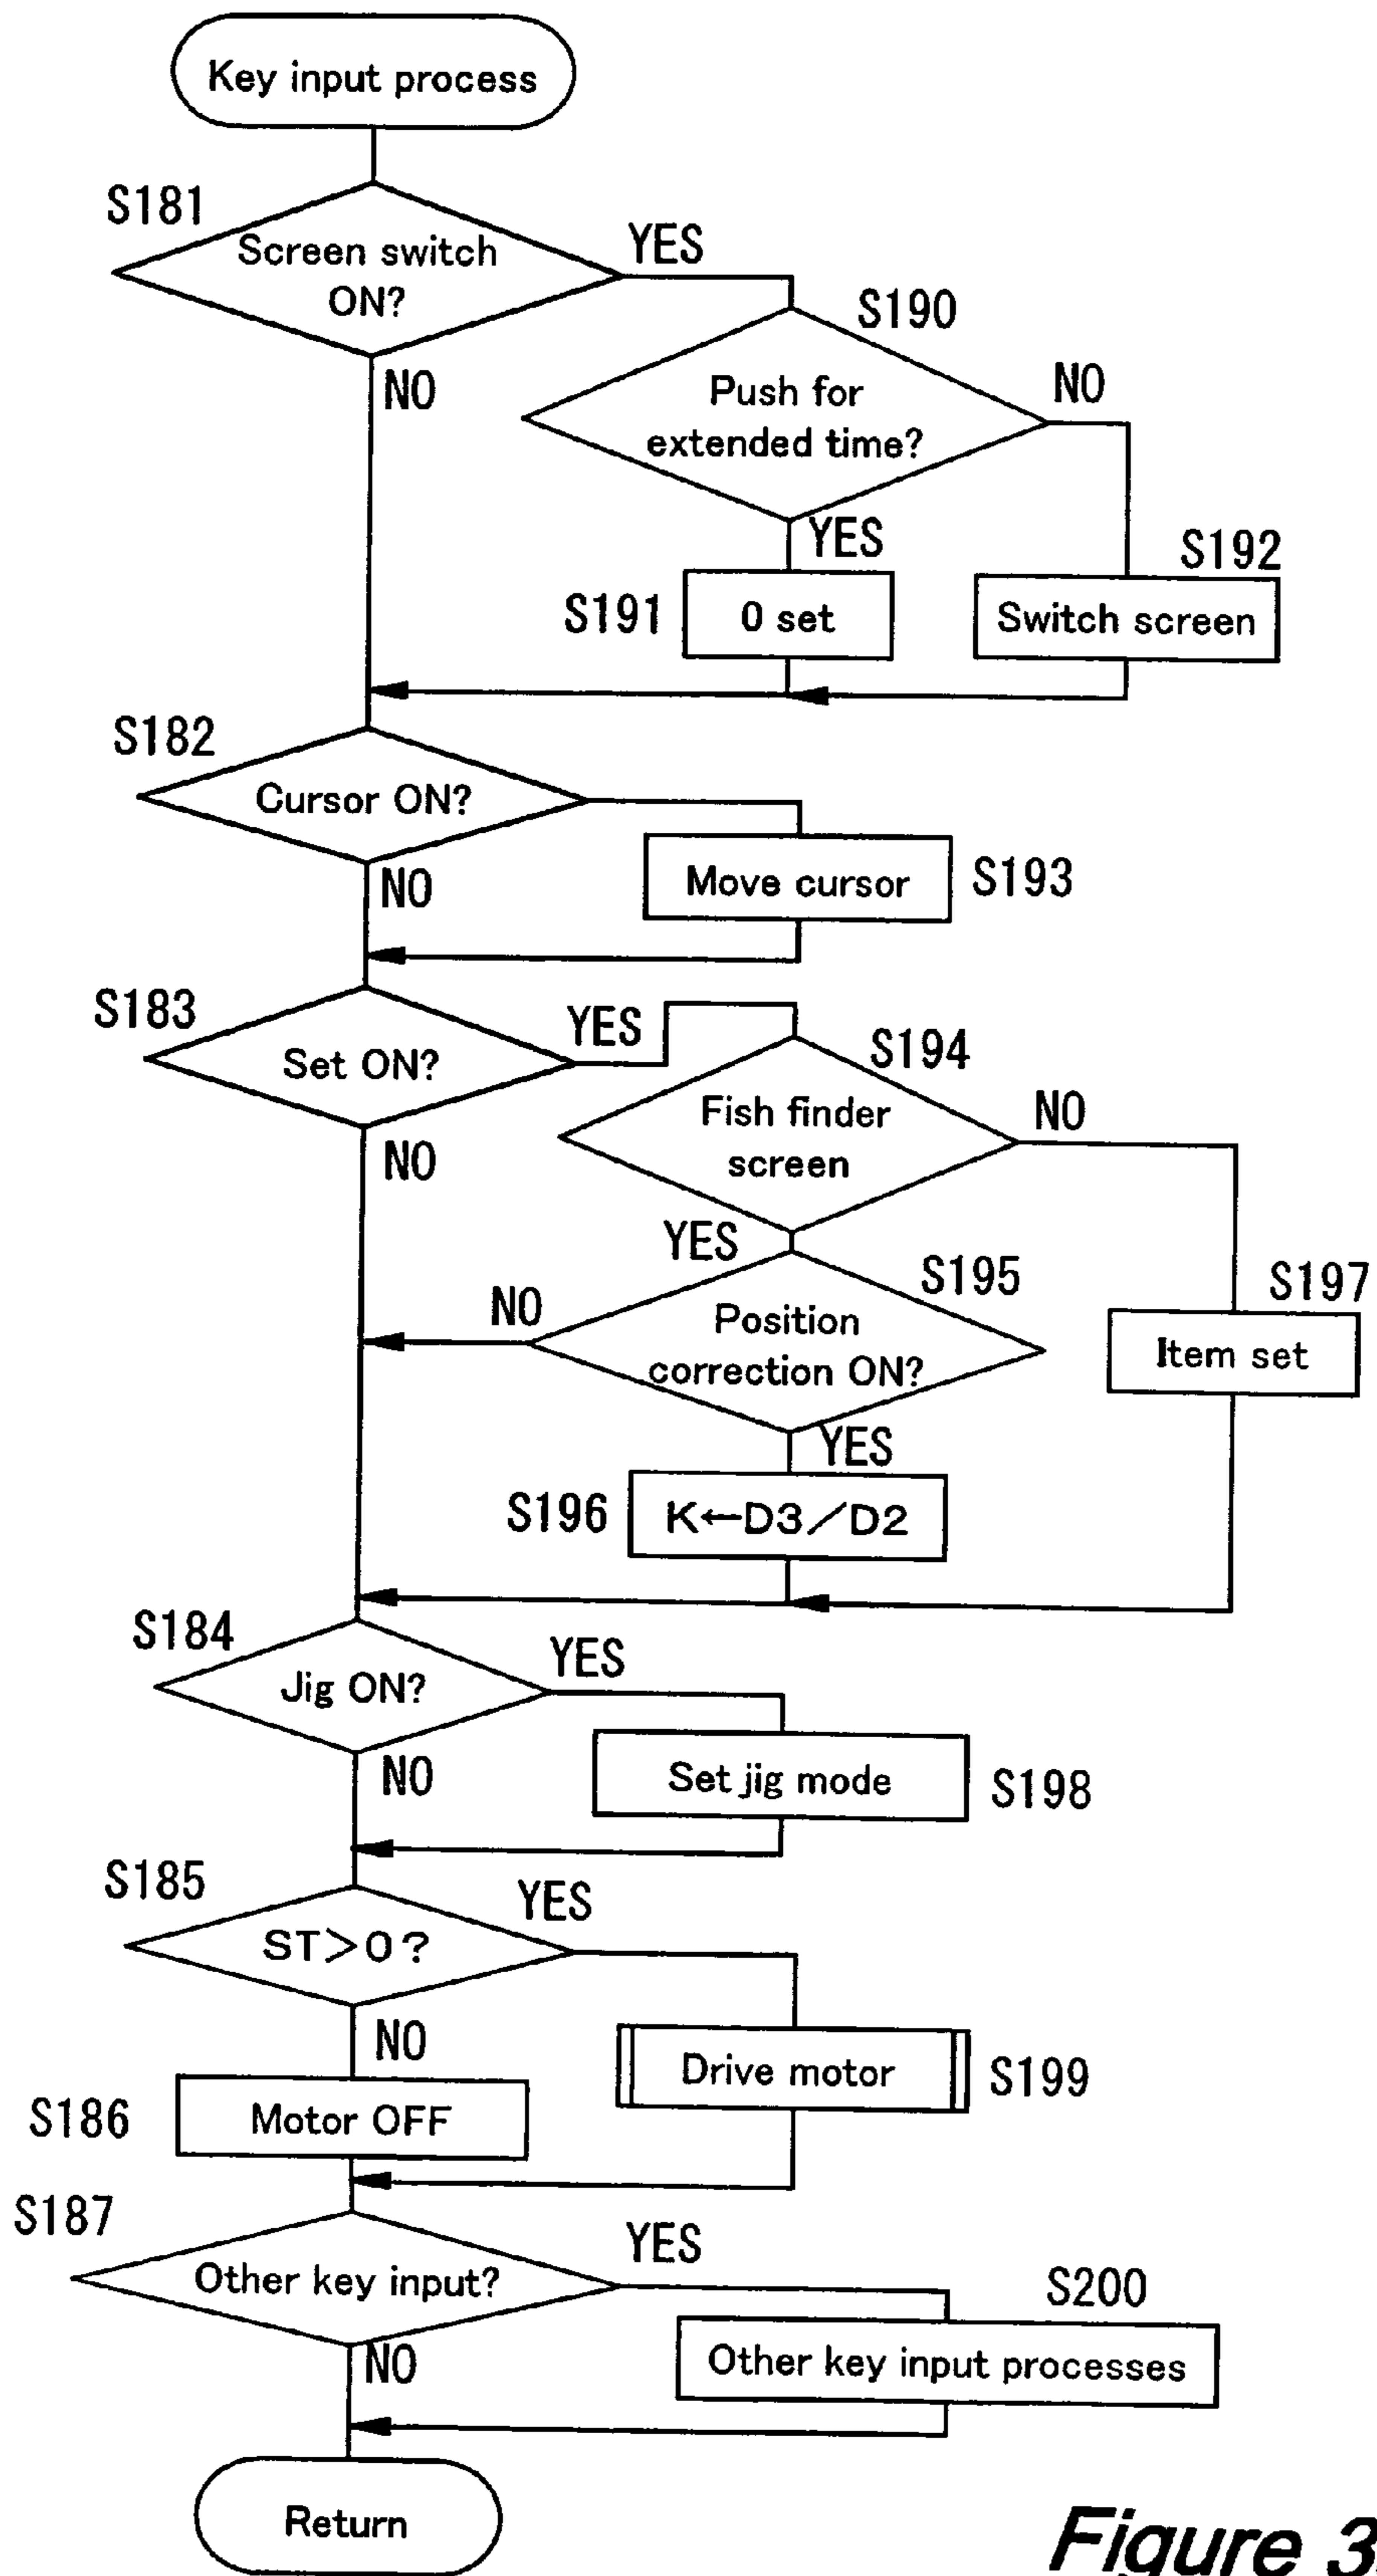 Key input process
S181
Screen switch
ON?
YES
NO
S190
Push for
extended time?
NO
YES
S191
0 set
S192
Switch screen
S182
Cursor ON?
NO
Move cursor
S193
S183
Set ON?
YES
NO
S194
Fish finder
screen
NO
YES
S195
Position
correction ON?
NO
YES
S197
Item set
S196
K←D3/D2
S184
Jig ON?
YES
NO
Set jig mode
S198
S185
ST>0?
YES
NO
Drive motor
S199
S186
Motor OFF
S187
Other key input?
YES
NO
S200
Other key input processes
Return
Figure 3